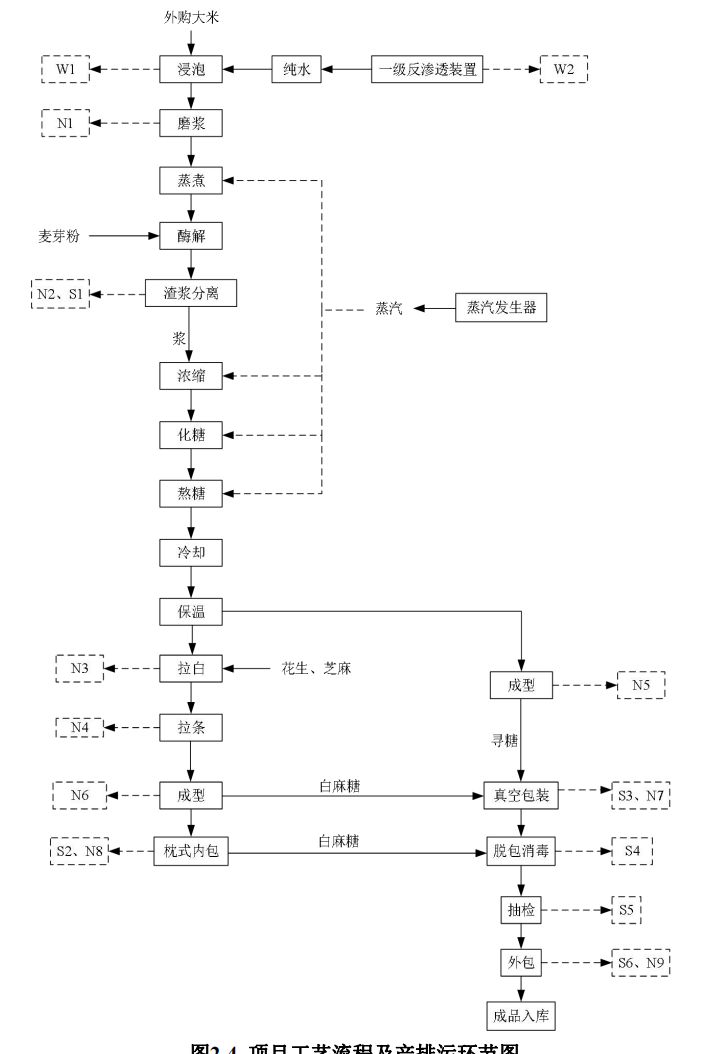 外购大米
W1 浸泡 纯水 一级反渗透装置 W2
N1 磨浆
蒸煮
麦芽粉 酶解
N2、S1 渣浆分离
蒸汽 蒸汽发生器
浆
浓缩
化糖
熬糖
冷却
保温
N3 拉白 花生、芝麻
成型 N5
N4 拉条
寻糖
N6 成型 白麻糖 真空包装 S3、N7
S2、N8 枕式内包 白麻糖 脱包消毒 S4
抽检 S5
外包 S6、N9
成品入库
图2-4 项目工艺流程及产排污环节图